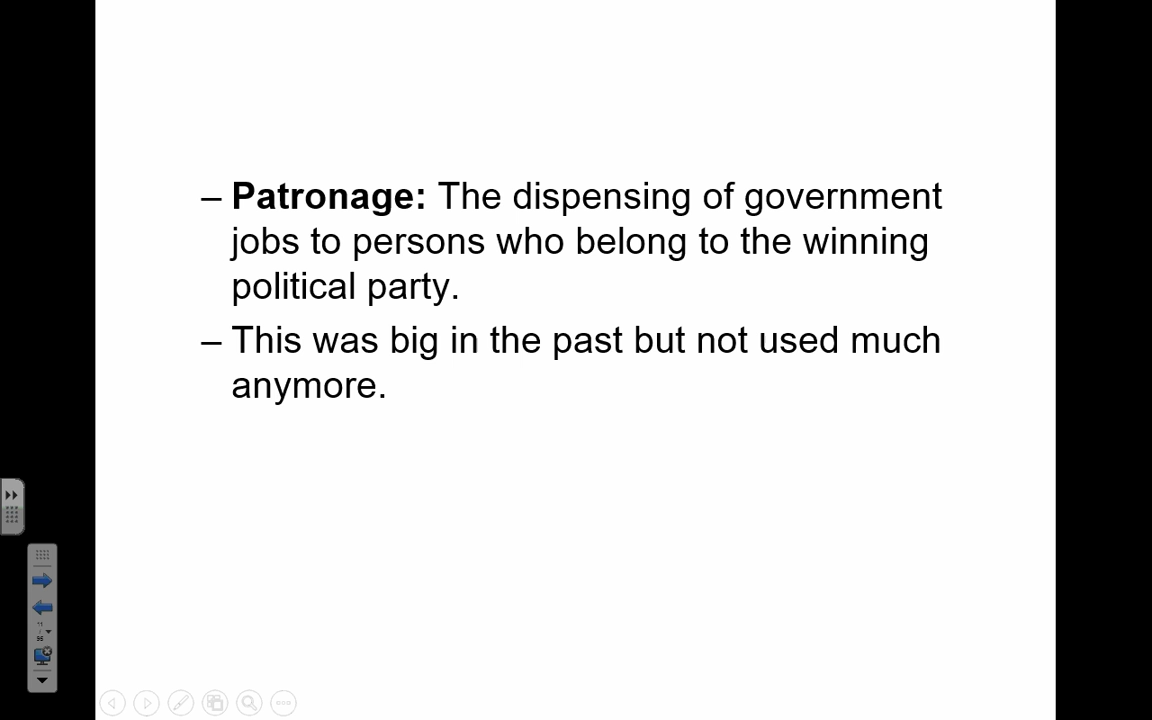 – Patronage: The dispensing of government
jobs to persons who belong to the winning
political party.
– This was big in the past but not used much
anymore.